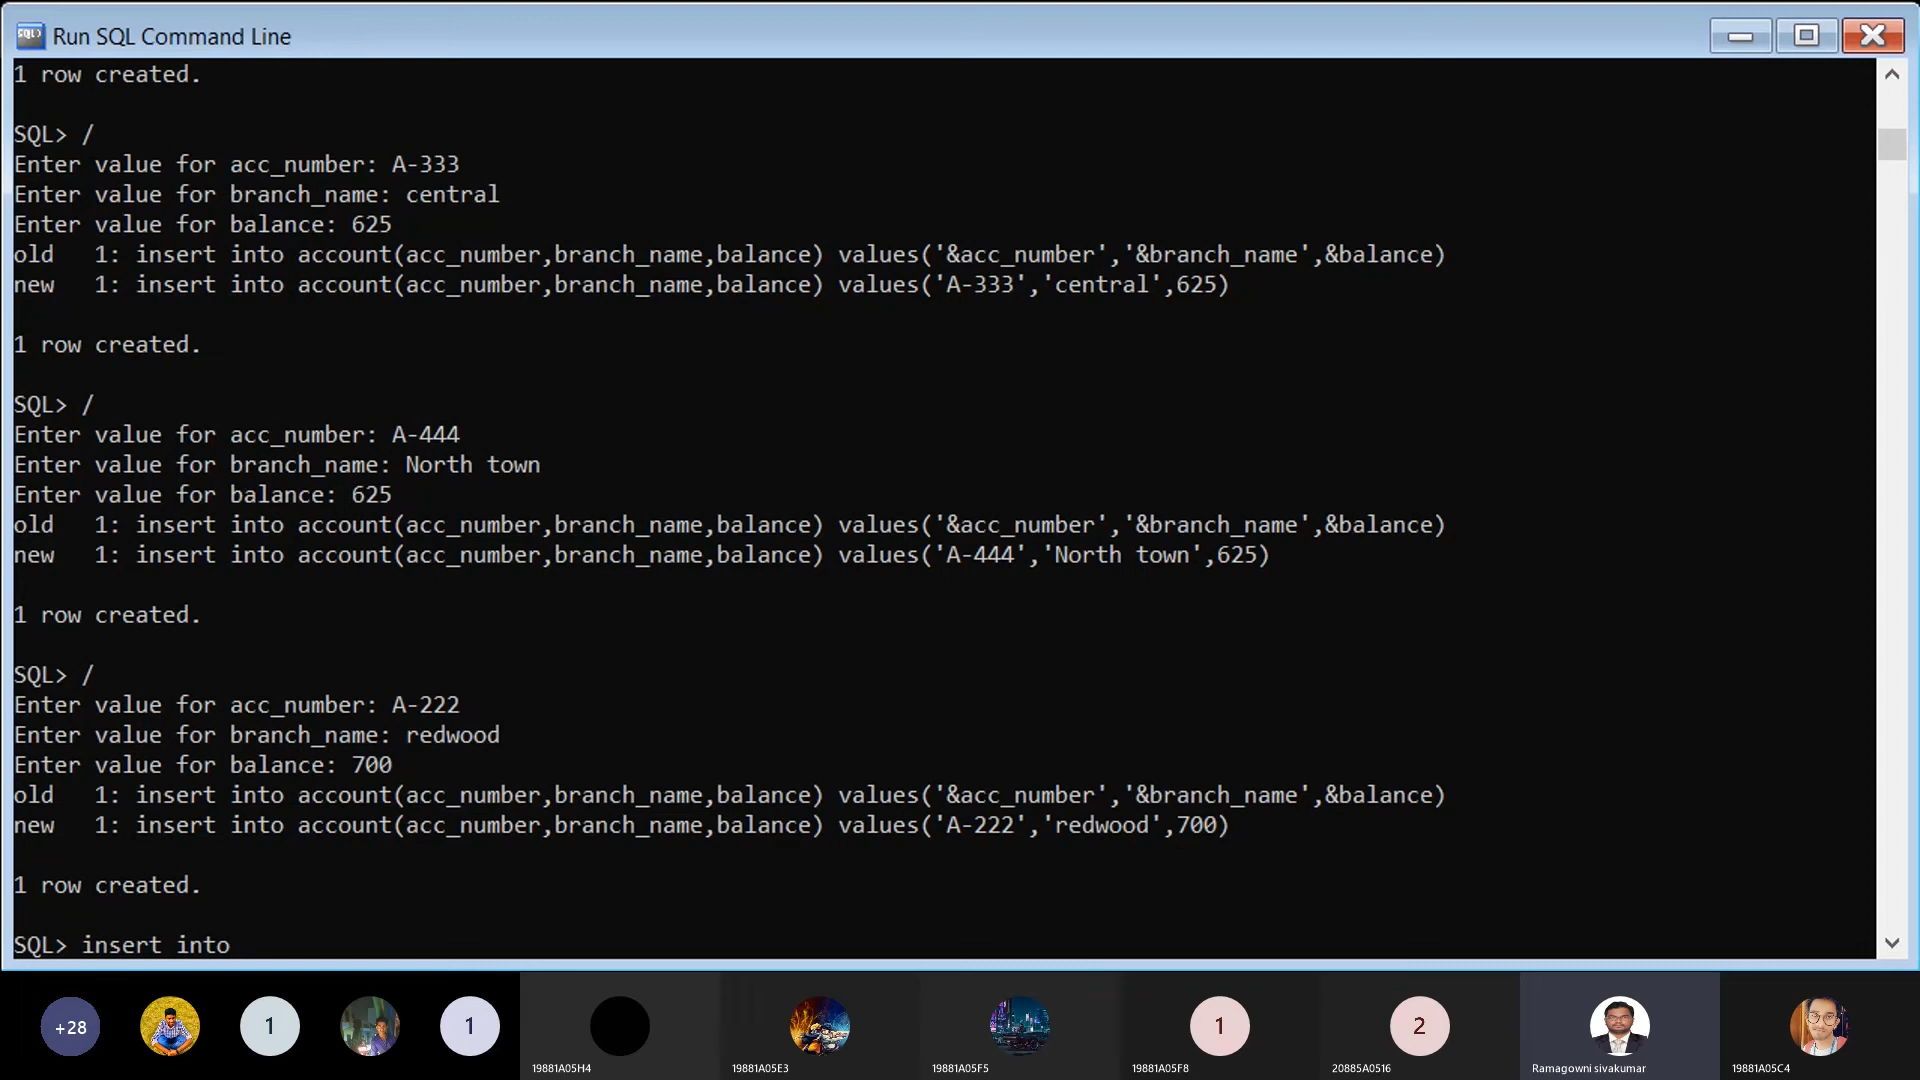 SQL>
Run SQL Command Line
1 row created.
SQL> /
Enter value for acc_number: A-333
Enter value for branch_name: central
Enter value for balance: 625
old   1: insert into account(acc_number,branch_name,balance) values('&acc_number','&branch_name',&balance)
new   1: insert into account(acc_number,branch_name,balance) values('A-333','central',625)
1 row created.
SQL> /
Enter value for acc_number: A-444
Enter value for branch_name: North town
Enter value for balance: 625
old   1: insert into account(acc_number,branch_name,balance) values('&acc_number','&branch_name',&balance)
new   1: insert into account(acc_number,branch_name,balance) values('A-444','North town',625)
1 row created.
SQL> /
Enter value for acc_number: A-222
Enter value for branch_name: redwood
Enter value for balance: 700
old   1: insert into account(acc_number,branch_name,balance) values('&acc_number','&branch_name',&balance)
new   1: insert into account(acc_number,branch_name,balance) values('A-222','redwood',700)
1 row created.
SQL> insert into
+28
1
1
1
2
19881A05H4
19881A05E3
19881A05F5
19881A05F8
20885A0516
Ramagowni sivakumar
19881A05C4